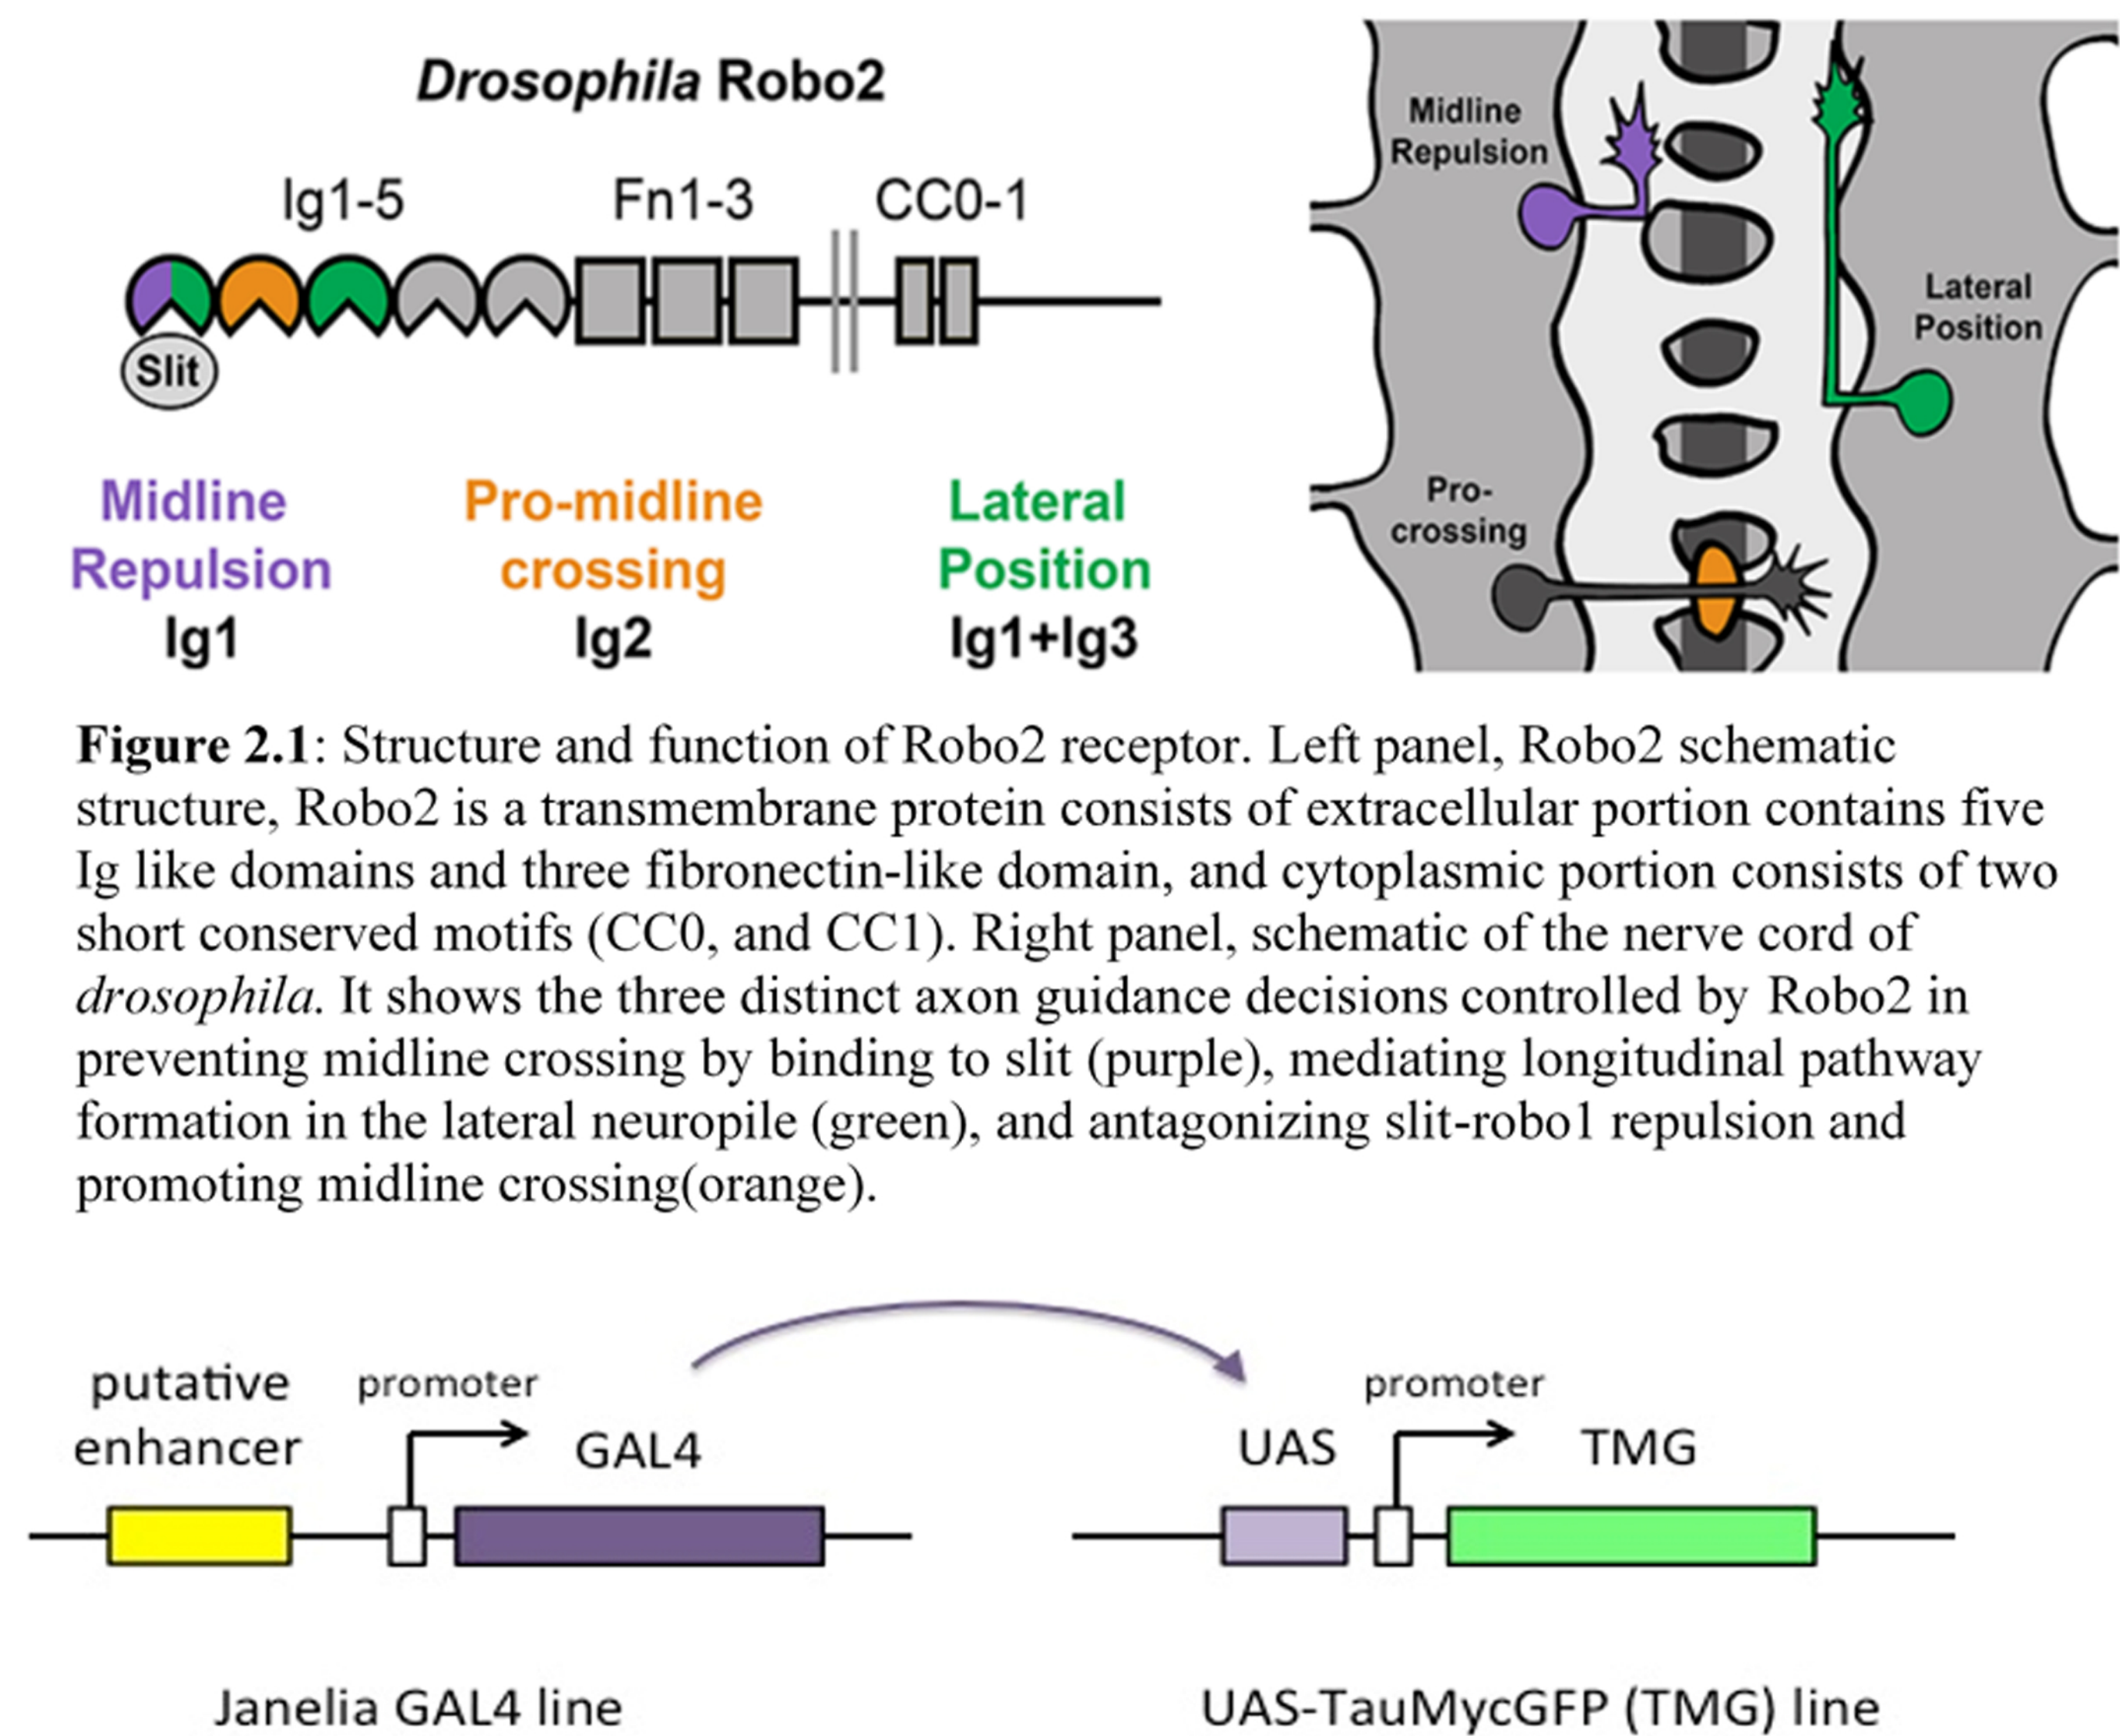 Drosophila Robo2
Ig1-5 Fn1-3 CC0-1
Slit
Midline Repulsion Ig1
Pro-midline crossing Ig2
Lateral Position Ig1+Ig3
Midline
Repulsion
Lateral
Position
Pro-
crossing
Figure 2.1: Structure and function of Robo2 receptor. Left panel, Robo2 schematic
structure, Robo2 is a transmembrane protein consists of extracellular portion contains five
Ig like domains and three fibronectin-like domain, and cytoplasmic portion consists of two
short conserved motifs (CC0, and CC1). Right panel, schematic of the nerve cord of
drosophila. It shows the three distinct axon guidance decisions controlled by Robo2 in
preventing midline crossing by binding to slit (purple), mediating longitudinal pathway
formation in the lateral neuropile (green), and antagonizing slit-robo1 repulsion and
promoting midline crossing(orange).
putative
enhancer
promoter
GAL4
UAS
promoter
TMG
Janelia GAL4 line
UAS-TauMycGFP (TMG) line